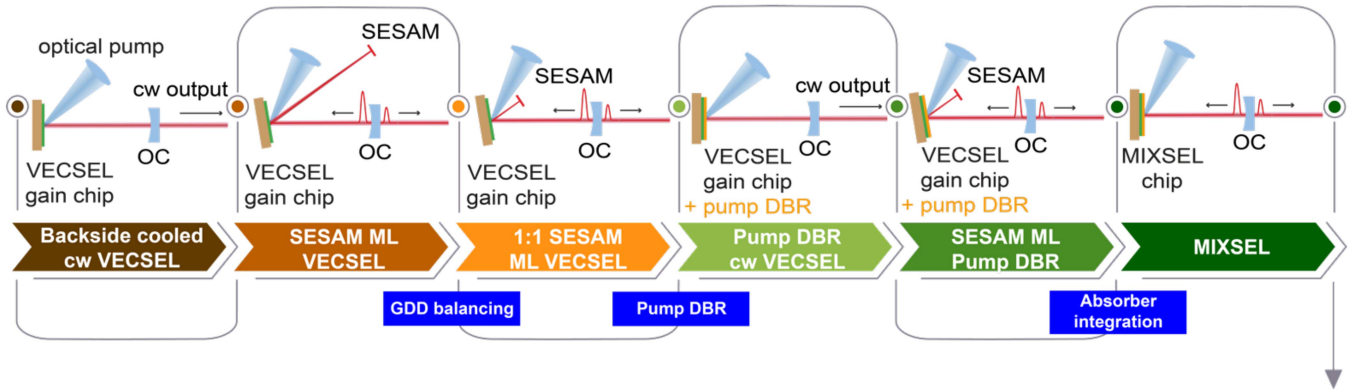 optical pump
cw output
OC
VECSEL
gain chip
SESAM
OC
VECSEL
gain chip
SESAM
OC
VECSEL
gain chip
cw output
OC
VECSEL
gain chip
+ pump DBR
SESAM
OC
VECSEL
gain chip
+ pump DBR
OC
MIXSEL
chip
Backside cooled
cw VECSEL
SESAM ML
VECSEL
1:1 SESAM
ML VECSEL
Pump DBR
cw VECSEL
SESAM ML
Pump DBR
MIXSEL
GDD balancing
Pump DBR
Absorber
integration